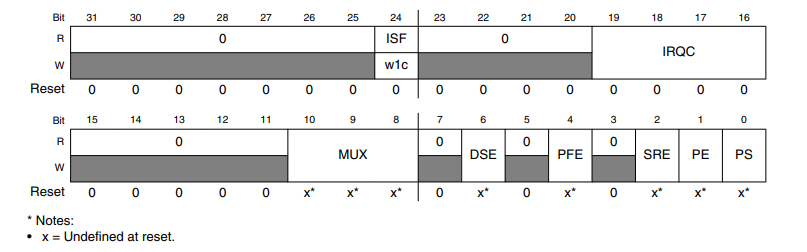 Bit 31 30 29 28 27 26 25 24 23 22 21 20 19 18 17 16
R 0 ISF 0 IRQC
W w1c
Reset 0 0 0 0 0 0 0 0 0 0 0 0 0 0 0 0
Bit 15 14 13 12 11 10 9 8 7 6 5 4 3 2 1 0
R 0 MUX 0 DSE 0 PFE 0 SRE PE PS
W
Reset 0 0 0 0 0 x* x* x* 0 x* 0 x* 0 x* x* x*
* Notes:
• x = Undefined at reset.